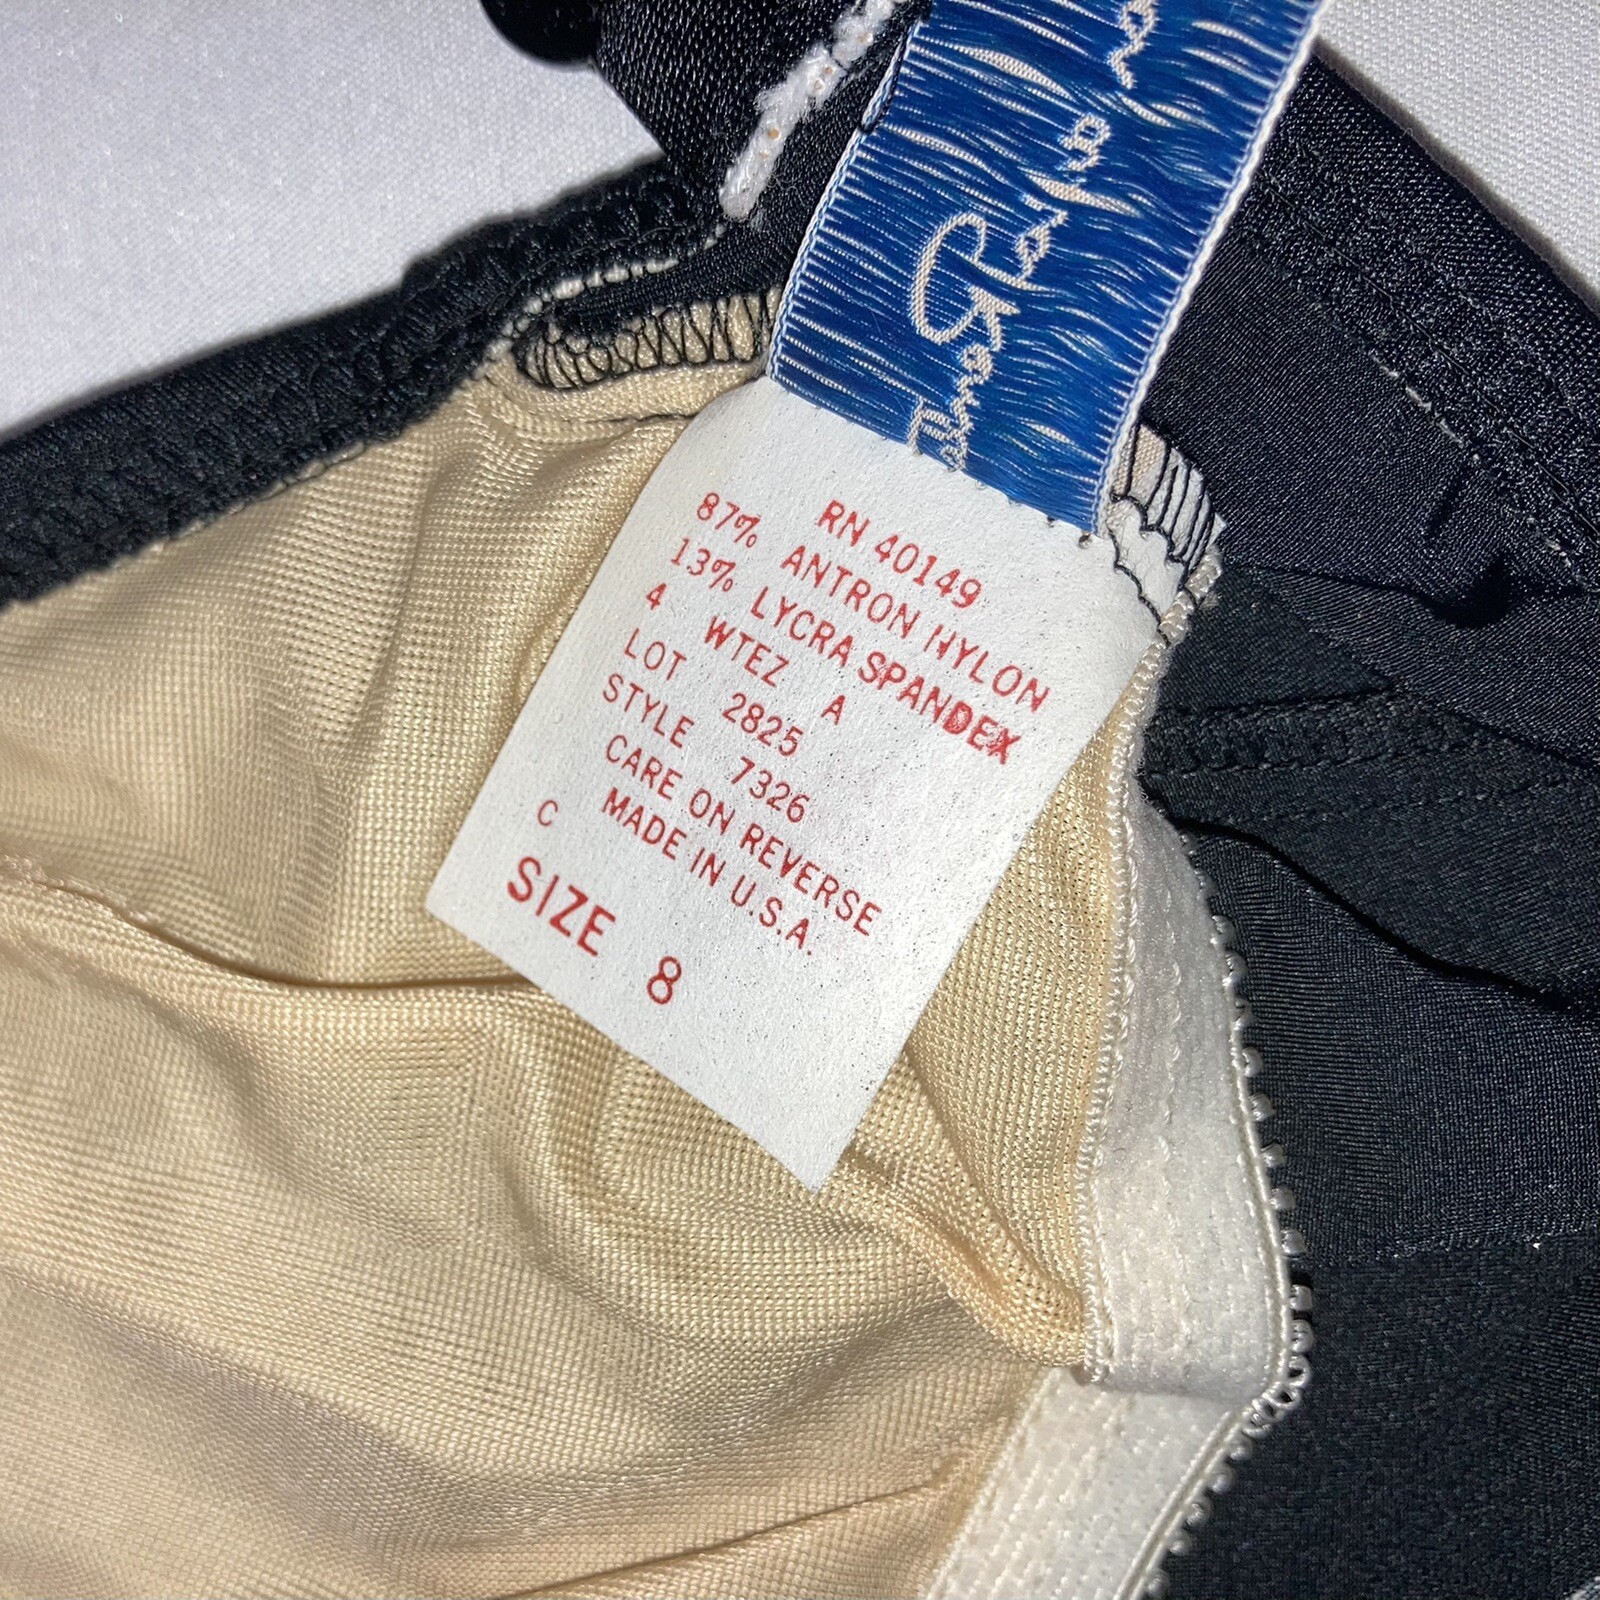 RN 40149
87% ANTRON NYLON
13% LYCRA SPANDEX
4 WTEZ A
LOT 2825
STYLE 7326
CARE ON REVERSE
C MADE IN U.S.A.
SIZE 8